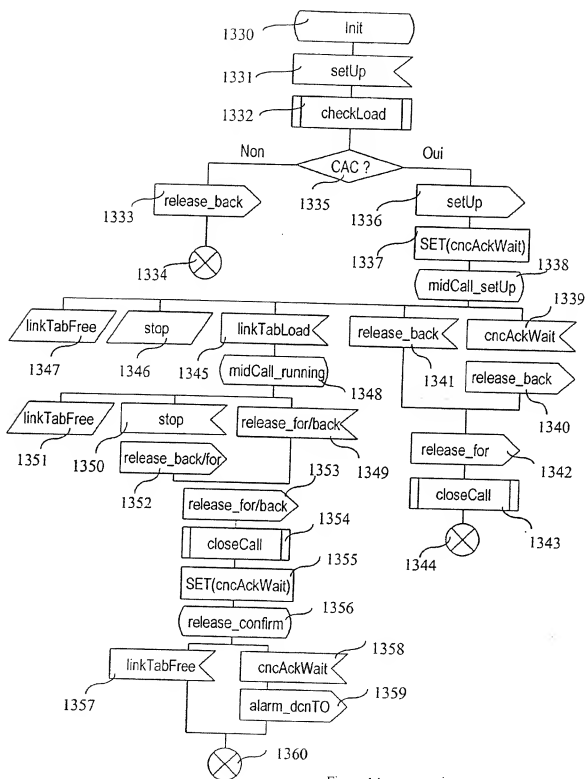 1330
Init
1331
setUp
1332
checkLoad
Non
CAC ?
Oui
1335
1333
release_back
1336
setUp
1334
1337
SET(cncAckWait)
1338
midCall_setUp
1339
linkTabFree
stop
linkTabLoad
release_back
cncAckWait
1347
1346
1345
1341
release_back
1340
midCall_running
1348
linkTabFree
stop
release_for/back
1351
1350
1349
release_for
1342
release_back/for
1352
1353
release_for/back
closeCall
1343
1354
closeCall
1344
1355
SET(cncAckWait)
1356
release_confirm
1358
linkTabFree
cncAckWait
1357
1359
alarm_dcnTO
1360